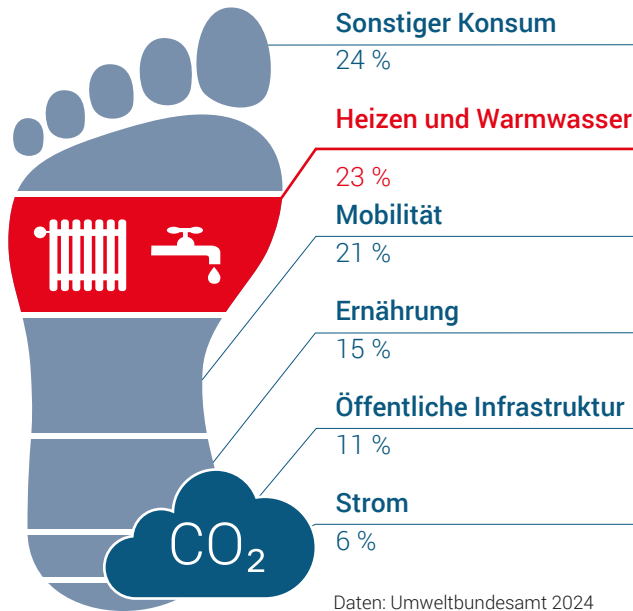 Sonstiger Konsum
24 %
Heizen und Warmwasser
23 %
Mobilität
21 %
Ernährung
15 %
Öffentliche Infrastruktur
11 %
Strom
6 %
CO₂
Daten: Umweltbundesamt 2024